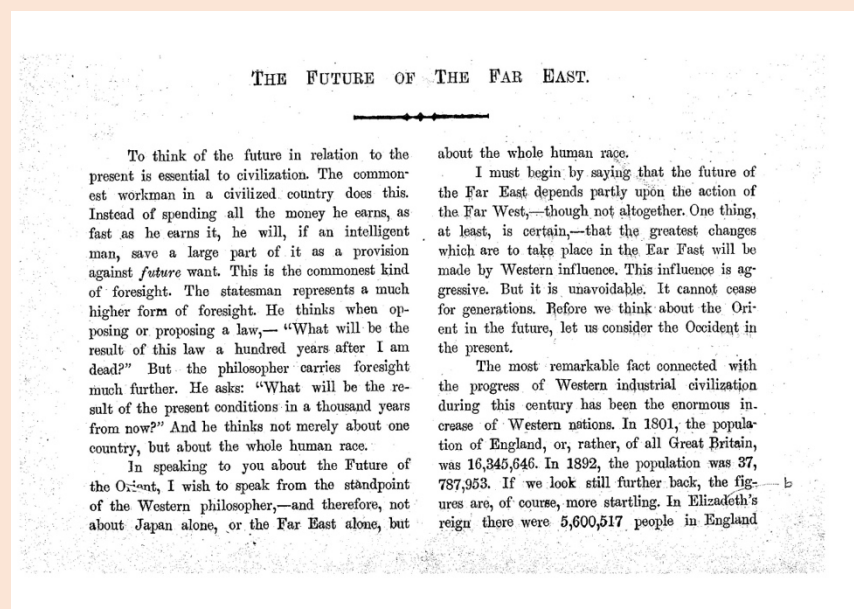 THE FUTURE OF THE FAR EAST.
To think of the future in relation to the
present is essential to civilization. The common-
est workman in a civilized country does this.
Instead of spending all the money he earns, as
fast as he earns it, he will, if an intelligent
man, save a large part of it as a provision
against future want. This is the commonest kind
of foresight. The statesman represents a much
higher form of foresight. He thinks when op-
posing or proposing a law,— “What will be the
result of this law a hundred years after I am
dead?” But the philosopher carries foresight
much further. He asks: “What will be the re-
sult of the present conditions in a thousand years
from now?” And he thinks not merely about one
country, but about the whole human race.
In speaking to you about the Future of
the Orient, I wish to speak from the standpoint
of the Western philosopher,—and therefore, not
about Japan alone, or the Far East alone, but
about the whole human race.
I must begin by saying that the future of
the Far East depends partly upon the action of
the Far West,—though not altogether. One thing,
at least, is certain,—that the greatest changes
which are to take place in the Ear Fast will be
made by Western influence. This influence is ag-
gressive. But it is unavoidable. It cannot cease
for generations. Before we think about the Ori-
ent in the future, let us consider the Occident in
the present.
The most remarkable fact connected with
the progress of Western industrial civilization
during this century has been the enormous in-
crease of Western nations. In 1801, the popula-
tion of England, or, rather, of all Great Britain,
was 16,345,646. In 1892, the population was 37,
787,953. If we look still further back, the fig-
ures are, of course, more startling. In Elizadeth's
reign there were 5,600,517 people in England
b